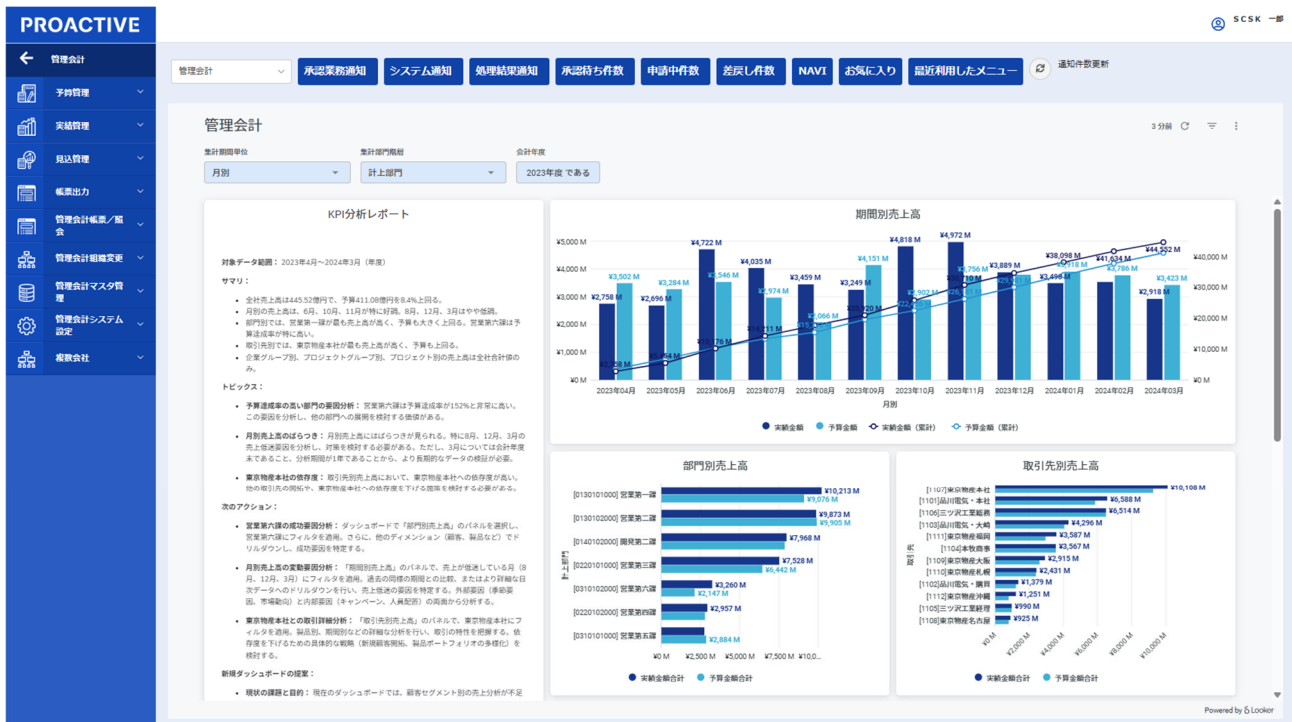 PROACTIVE
SCSK 一郎
管理会計
予算管理
実績管理
見込管理
帳票出力
管理会計帳票／照
会
管理会計組織変更
管理会計マスタ管
理
管理会計システム
設定
複数会社
管理会計
承認業務通知
システム通知
処理結果通知
承認待ち件数
申請中件数
差戻し件数
NAVI
お気に入り
最近利用したメニュー
通知件数更新
管理会計
3 分前
集計期間単位
集計部門階層
会計年度
月別
計上部門
2023年度 である
KPI分析レポート
対象データ範囲： 2023年4月～2024年3月（年度）
サマリ：
• 全社売上高は445.52億円で、予算411.08億円を8.4%上回る。
• 月別の売上高は、6月、10月、11月が特に好調。8月、12月、3月はやや低調。
• 部門別では、営業第一課が最も売上高が高く、予算も大きく上回る。営業第六課は予
算達成率が特に高い。
• 取引先別では、東京物産本社が最も売上高が高く、予算も上回る。
• 企業グループ別、プロジェクトグループ別、プロジェクト別の売上高は全社合計値の
み。
トピックス：
• 予算達成率の高い部門の要因分析： 営業第六課は予算達成率が152%と非常に高い。
この要因を分析し、他の部門への展開を検討する価値がある。
• 月別売上高のばらつき： 月別売上高にはばらつきが見られる。特に8月、12月、3月の
売上低迷要因を分析し、対策を検討する必要がある。ただし、3月については会計年度
末であること、分析期間が1年であることから、より長期的なデータの検証が必要。
• 東京物産本社の依存度： 取引先別売上高において、東京物産本社への依存度が高い。
他の取引先の開拓や、東京物産本社への依存度を下げる施策を検討する必要がある。
次のアクション：
• 営業第六課の成功要因分析： ダッシュボードで「部門別売上高」のパネルを選択し、
営業第六課にフィルタを適用。さらに、他のディメンション（顧客、製品など）でド
リルダウンし、成功要因を特定する。
• 月別売上高の変動要因分析： 「期間別売上高」のパネルで、売上が低迷している月（8
月、12月、3月）にフィルタを適用。過去の同様の期間との比較、またはより詳細な日
次データへのドリルダウンを行い、売上低迷の要因を特定する。外部要因（季節要
因、市場動向）と内部要因（キャンペーン、人員配置）の両面から分析する。
• 東京物産本社との取引詳細分析： 「取引先別売上高」のパネルで、東京物産本社にフ
ィルタを適用。製品別、期間別などの詳細な分析を行い、取引の特性を把握する。依
存度を下げるための具体的な戦略（新規顧客開拓、製品ポートフォリオの多様化）を
検討する。
新規ダッシュボードの提案：
• 現状の課題と目的： 現在のダッシュボードでは、顧客セグメント別の売上分析が不足
期間別売上高
¥5,000 M
¥4,000 M
¥3,000 M
¥2,000 M
¥1,000 M
¥0 M
¥40,000 M
¥30,000 M
¥20,000 M
¥10,000 M
¥0 M
¥2,758 M
¥3,502 M
¥2,696 M
¥3,284 M
¥4,722 M
¥3,546 M
¥4,035 M
¥2,974 M
¥3,459 M
¥2,066 M
¥3,249 M
¥4,151 M
¥4,818 M
¥2,902 M
¥4,972 M
¥3,756 M
¥3,889 M
¥3,498 M
¥38,098 M
¥41,634 M
¥3,786 M
¥2,918 M
¥3,423 M
¥44,552 M
¥10,176 M
2023年04月 2023年05月 2023年06月 2023年07月 2023年08月 2023年09月 2023年10月 2023年11月 2023年12月 2024年01月 2024年02月 2024年03月
月別
実績金額 予算金額 実績金額（累計） 予算金額（累計）
部門別売上高
計上部門
[0130101000] 営業第一課 ¥10,213 M ¥9,076 M
[0130102000] 営業第二課 ¥9,873 M ¥9,905 M
[0140102000] 開発第二課 ¥7,968 M
[0220101000] 営業第三課 ¥7,528 M ¥6,442 M
[0310102000] 営業第六課 ¥3,260 M ¥2,147 M
[0220102000] 営業第四課 ¥2,957 M
[0310101000] 営業第五課 ¥2,884 M
¥0 M ¥2,500 M ¥5,000 M ¥7,500 M ¥10,0...
実績金額合計 予算金額合計
取引先別売上高
取引先
[1107]東京物産本社 ¥10,108 M
[1101]品川電気・本社 ¥6,588 M
[1106]三ツ沢工業総務 ¥6,514 M
[1103]品川電気・大崎 ¥4,296 M
[1111]東京物産福岡 ¥3,587 M
[1104]本牧商事 ¥3,567 M
[1109]東京物産大阪 ¥2,915 M
[1110]東京物産札幌 ¥2,431 M
[1102]品川電気・購買 ¥1,379 M
[1112]東京物産沖縄 ¥1,251 M
[1105]三ツ沢工業経理 ¥990 M
[1108]東京物産名古屋 ¥925 M
¥0 M ¥2,000 M ¥4,000 M ¥6,000 M ¥8,000 M ¥10,000 M
実績金額合計 予算金額合計
Powered by Looker